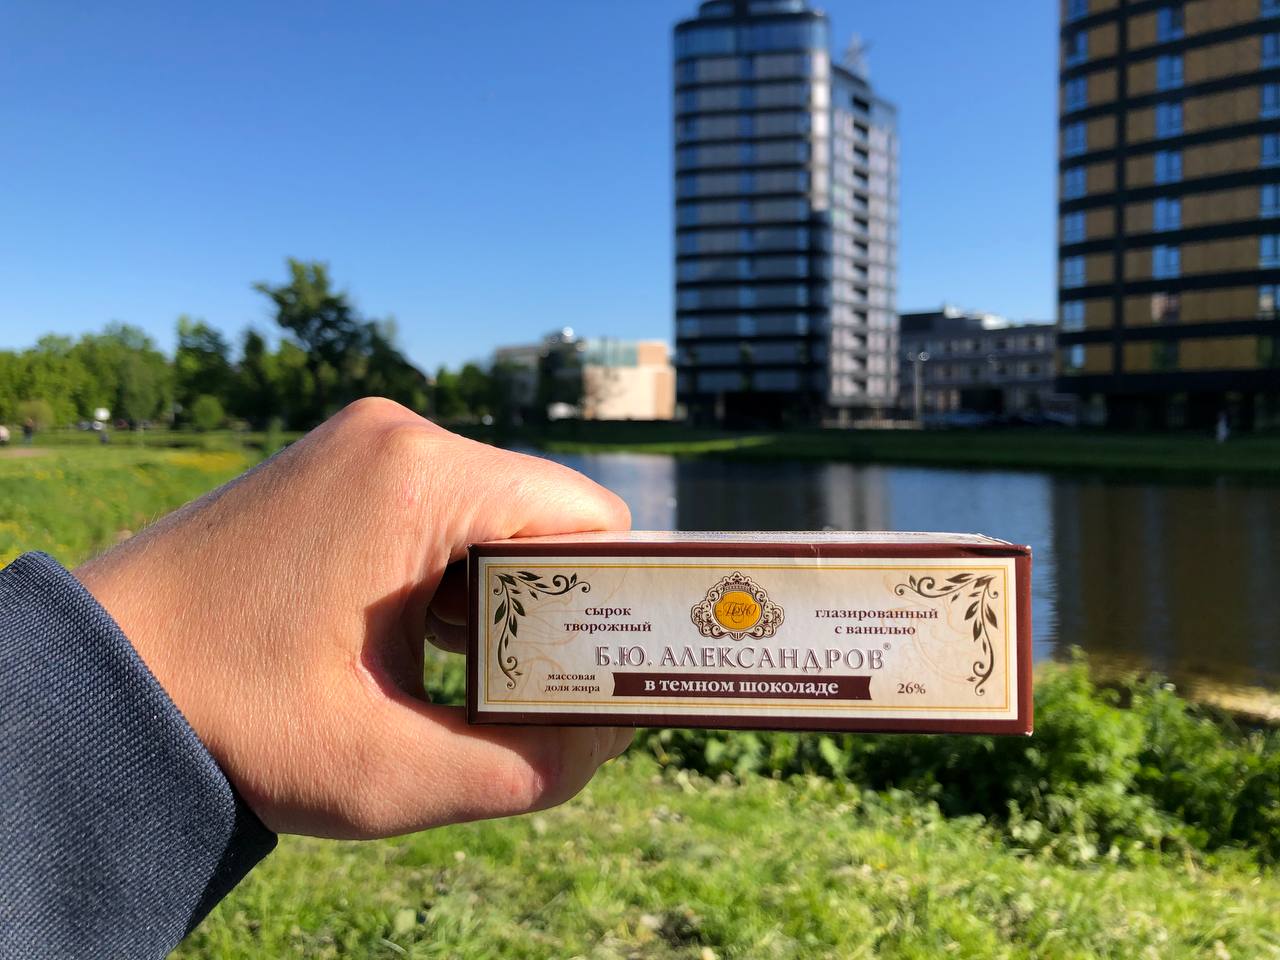 сырок
творожный
глазированный
с ванилью
Б.Ю. АЛЕКСАНДРОВ®
массовая
доля жира
в темном шоколаде
26%